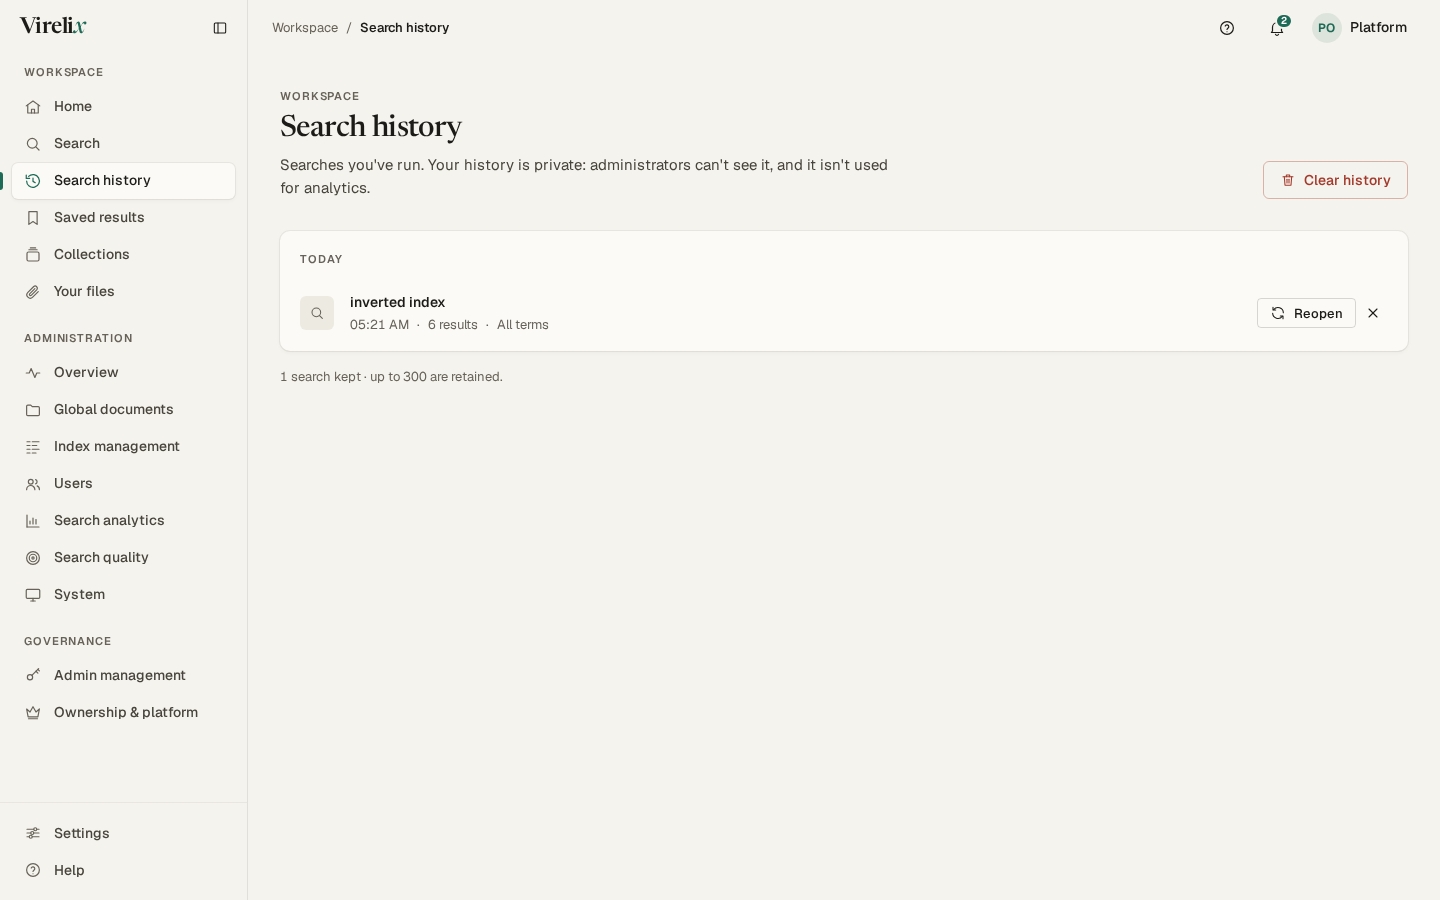 Virelix
Workspace / Search history
2
PO Platform
WORKSPACE
Home
Search
Search history
Saved results
Collections
Your files
ADMINISTRATION
Overview
Global documents
Index management
Users
Search analytics
Search quality
System
GOVERNANCE
Admin management
Ownership & platform
Settings
Help
WORKSPACE
Search history
Searches you've run. Your history is private: administrators can't see it, and it isn't used
for analytics.
Clear history
TODAY
inverted index
05:21 AM · 6 results · All terms
Reopen
1 search kept · up to 300 are retained.